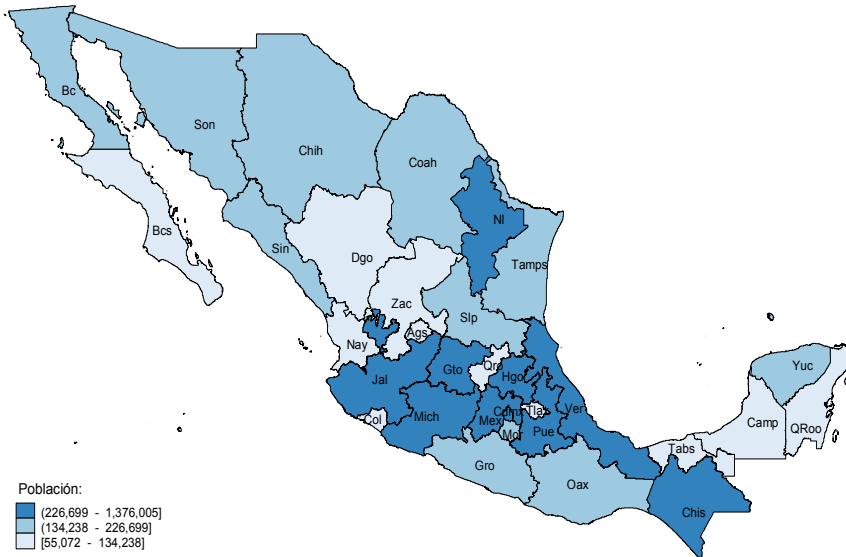 Bc
Son
Chih
Coah
Bcs
Nl
Sin
Dgo
Tamps
Zac
Slp
Nay
Ags
Jal
Gto
Qro
Hgo
Yuc
Col
Mich
Mex
Cdmx
Tlax
Ver
Mor
Pue
Camp
QRoo
Gro
Oax
Tabs
Chis
Población:
(226,699 - 1,376,005]
(134,238 - 226,699]
[55,072 - 134,238]